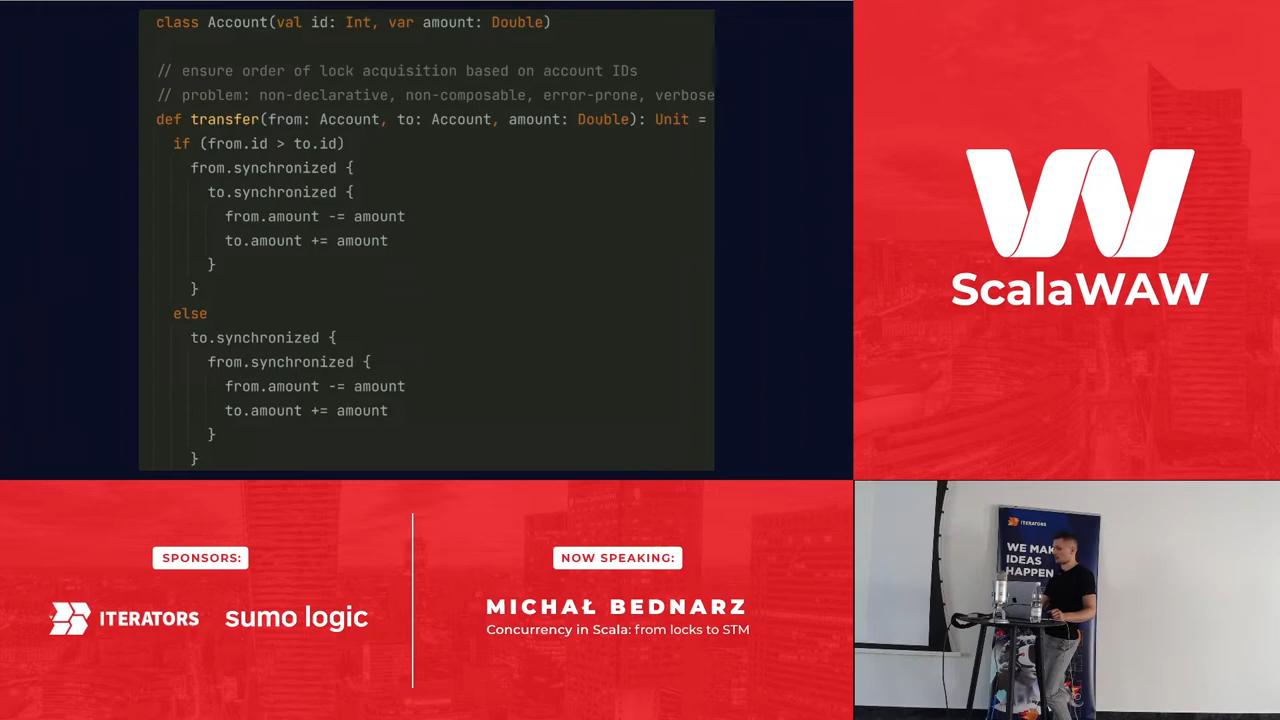 class Account(val id: Int, var amount: Double)
// ensure order of lock acquisition based on account IDs
// problem: non-declarative, non-composable, error-prone, verbose
def transfer(from: Account, to: Account, amount: Double): Unit =
if (from.id > to.id)
from.synchronized {
to.synchronized {
from.amount -= amount
to.amount += amount
}
}
else
to.synchronized {
from.synchronized {
from.amount -= amount
to.amount += amount
}
}
ScalaWAW
SPONSORS:
ITERATORS
sumo logic
NOW SPEAKING:
MICHAŁ BEDNARZ
Concurrency in Scala: from locks to STM
ITERATORS
WE MAK
IDEAS
HAPPEN